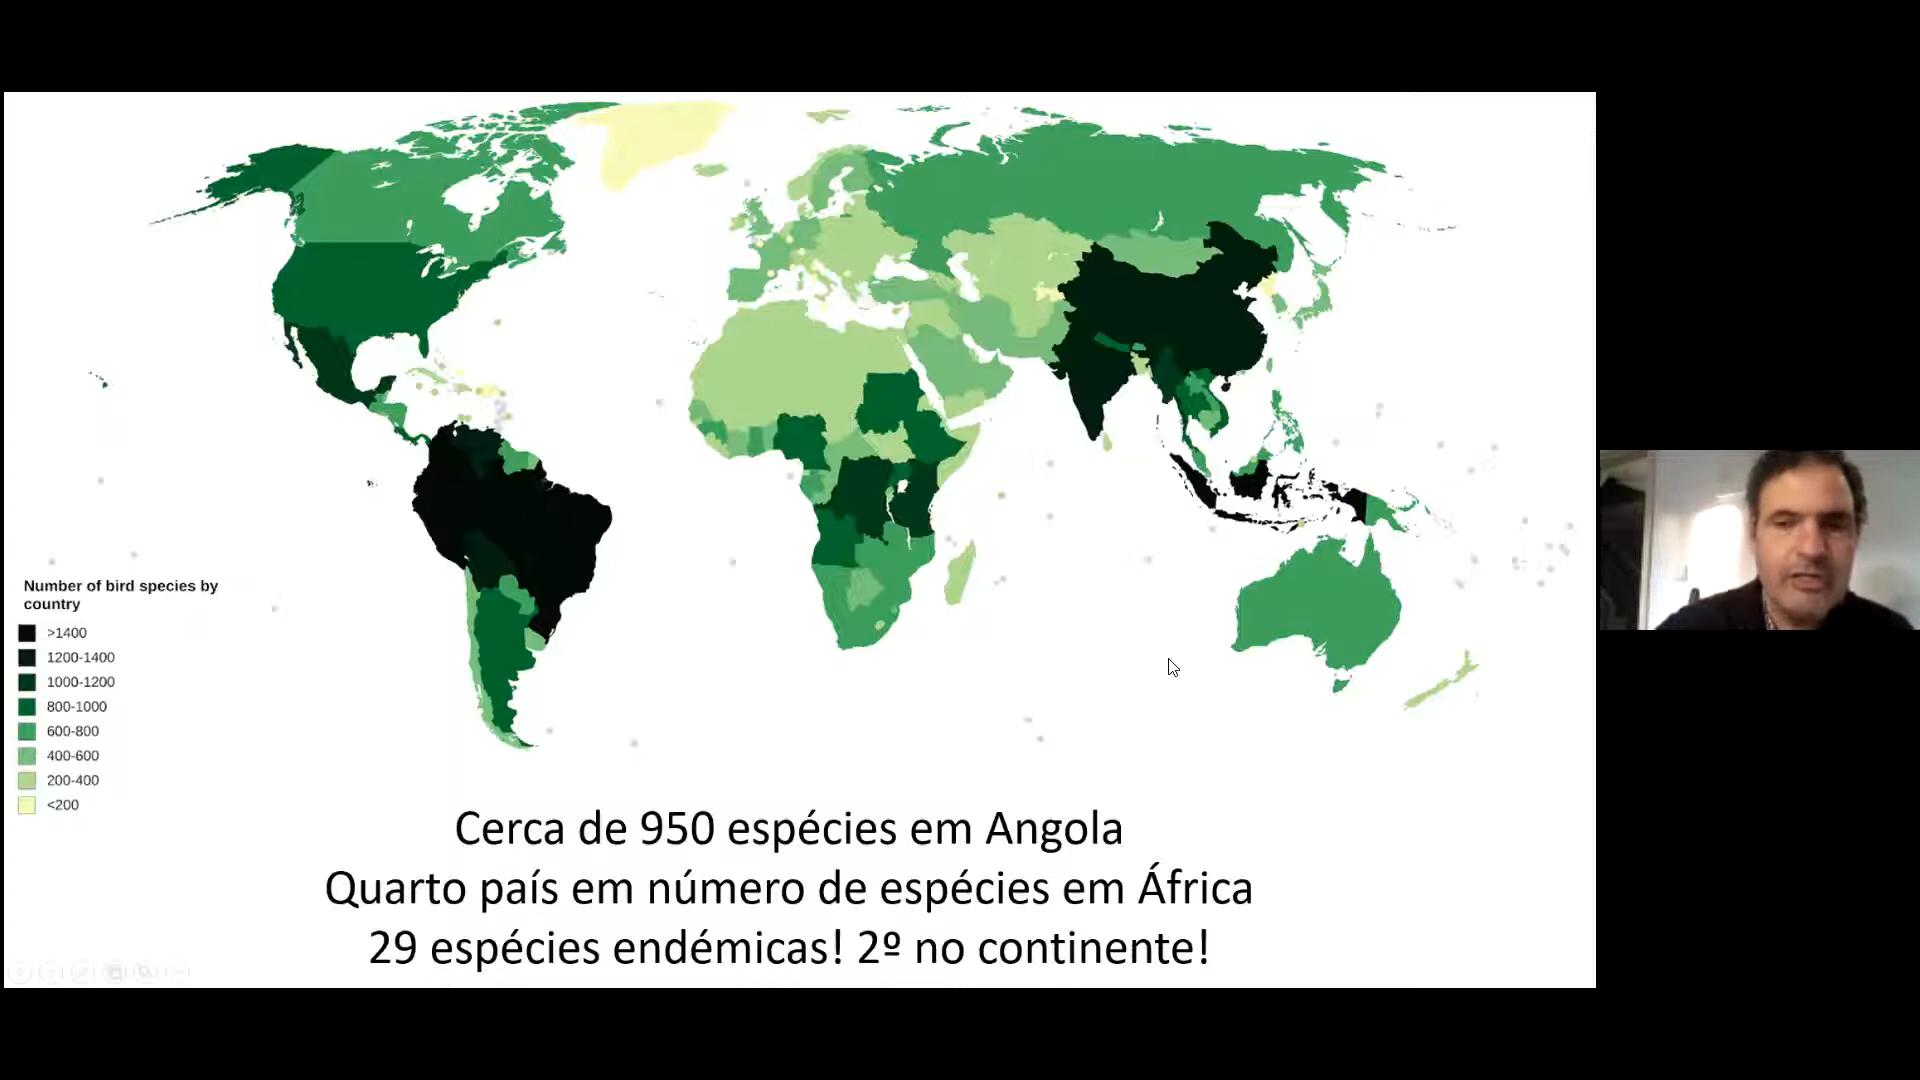 Number of bird species by
country
>1400
1200-1400
1000-1200
800-1000
600-800
400-600
200-400
<200
Cerca de 950 espécies em Angola
Quarto país em número de espécies em África
29 espécies endémicas! 2º no continente!